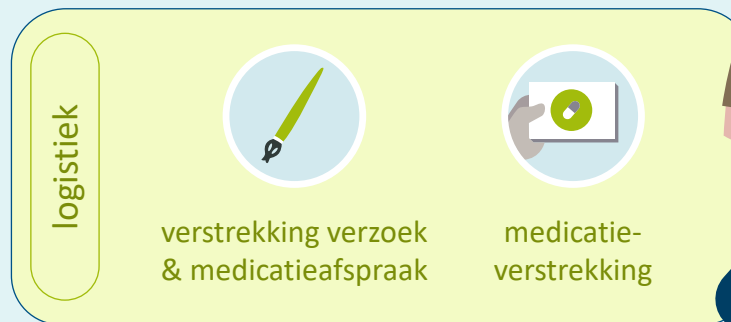 logistiek
verstrekking verzoek
& medicatieafspraak
medicatie-
verstrekking